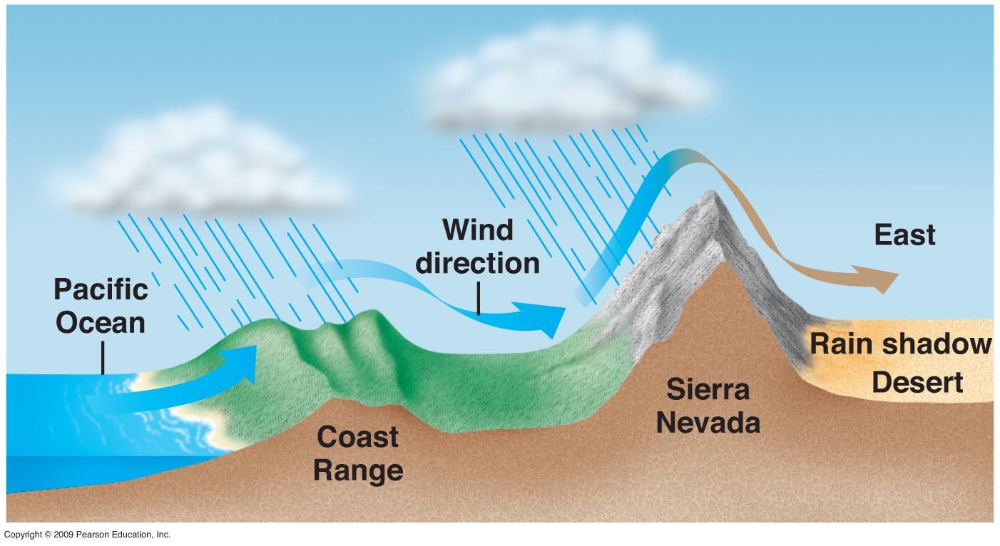 Wind
direction
East
Pacific
Ocean
Rain shadow
Desert
Sierra
Nevada
Coast
Range
Copyright © 2009 Pearson Education, Inc.